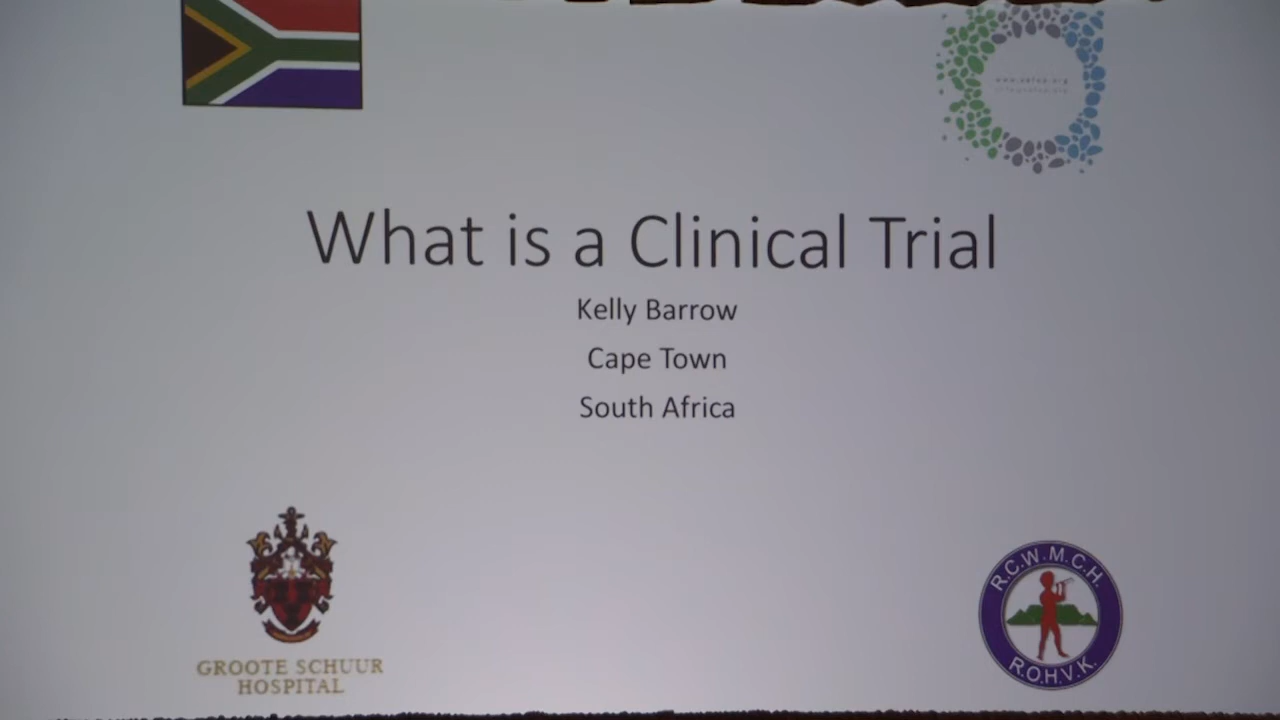 What is a Clinical Trial
Kelly Barrow
Cape Town
South Africa
GROOTE SCHUUR
HOSPITAL
R.C.W.M.C.H.
R.O.H.V.K.